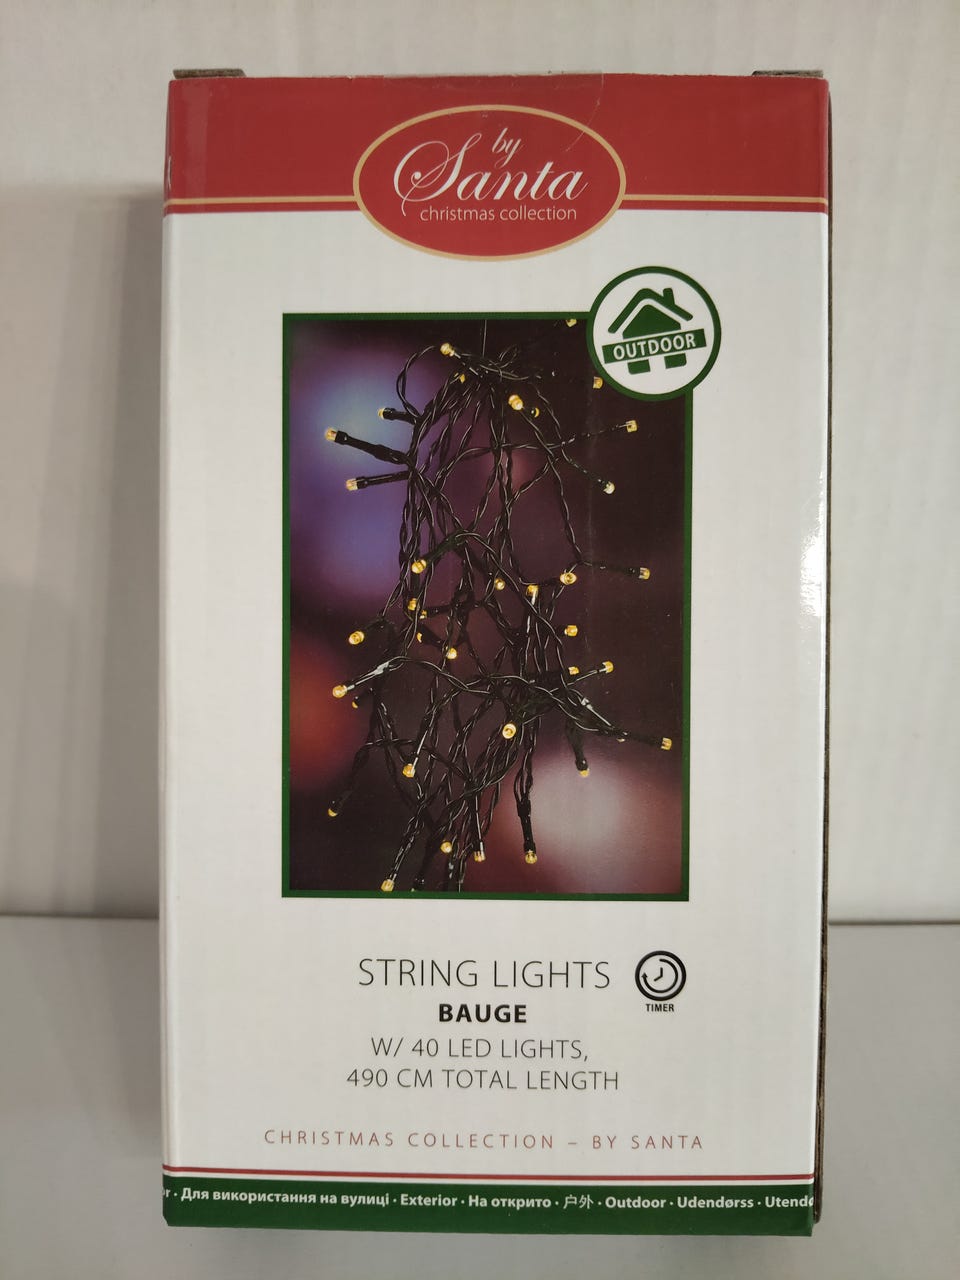 by
Santa
christmas collection
OUTDOOR
STRING LIGHTS
TIMER
BAUGE
W/ 40 LED LIGHTS,
490 CM TOTAL LENGTH
CHRISTMAS COLLECTION – BY SANTA
· Для використання на вулиці · Exterior · На открито · 户外 · Outdoor · Udendørss ·